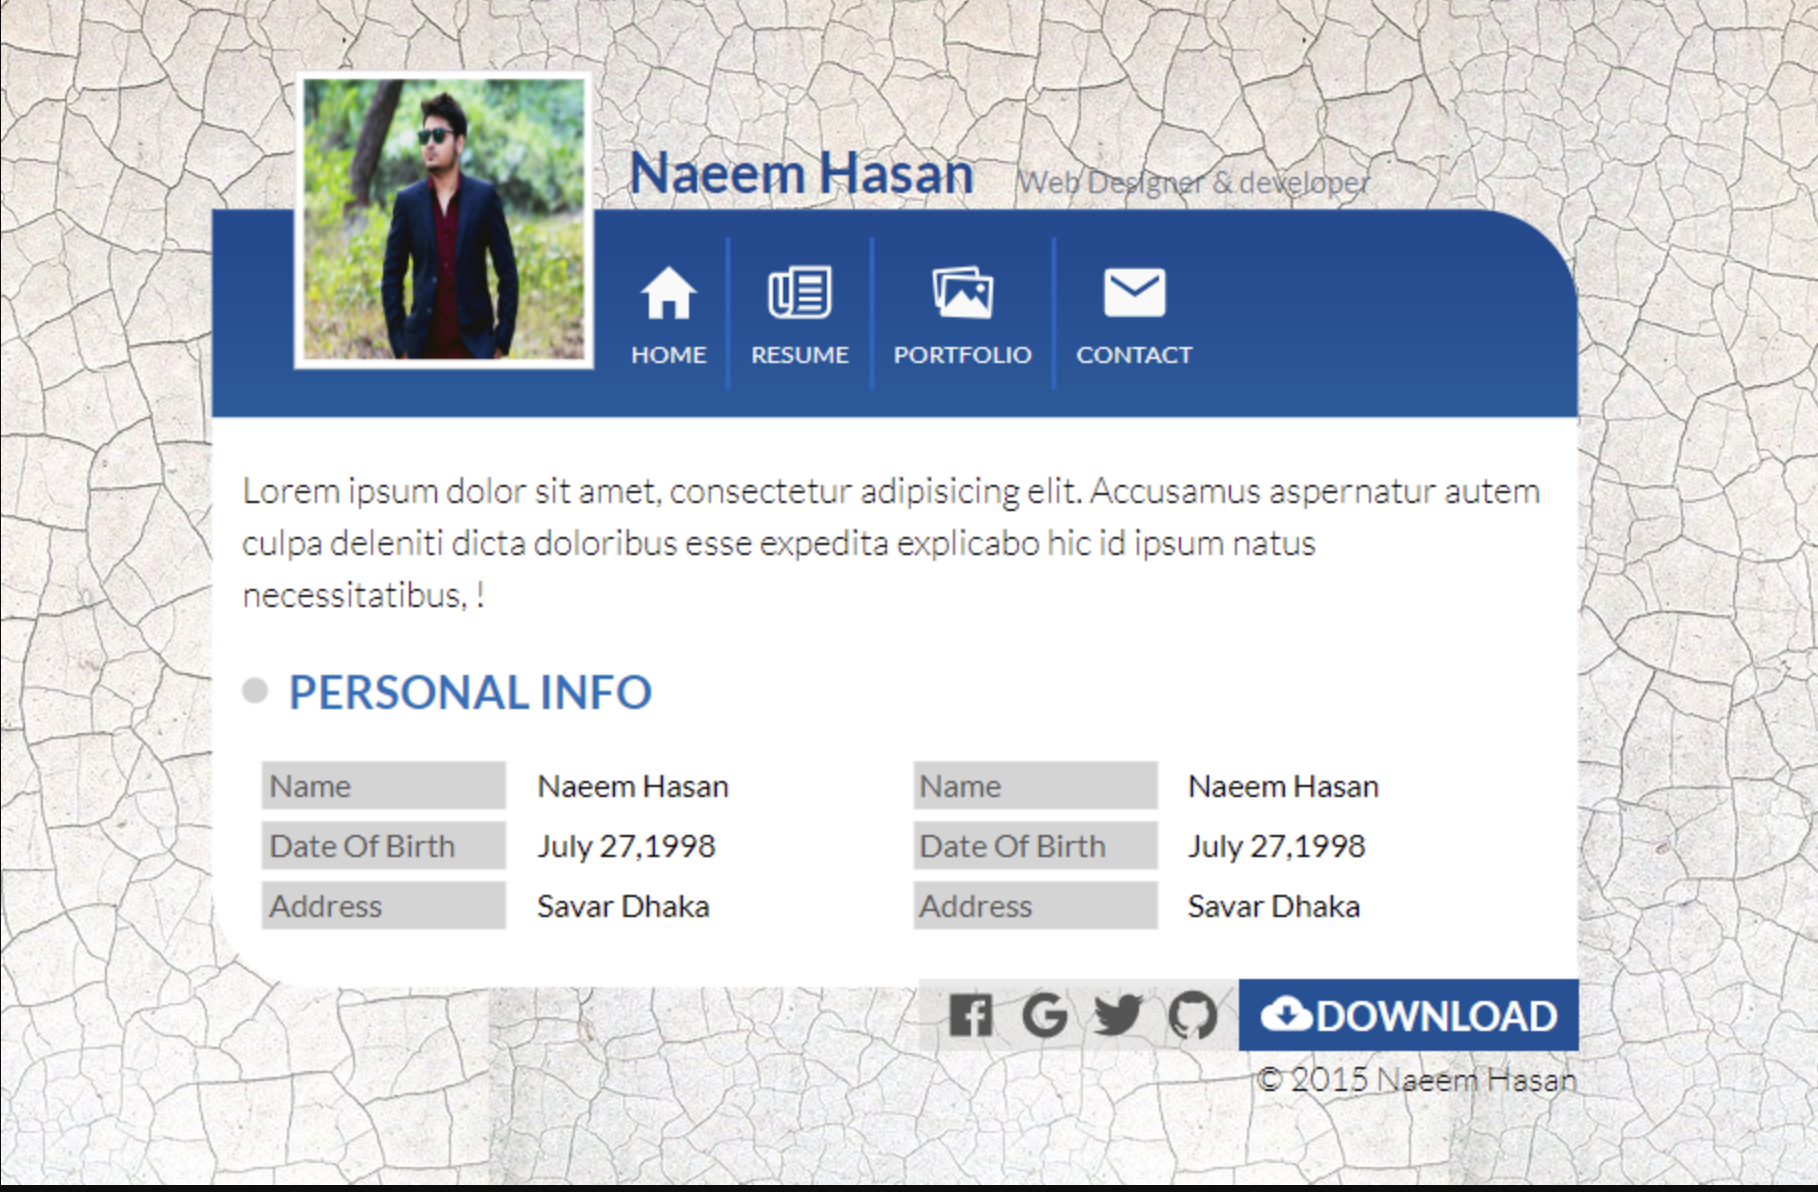 Naeem Hasan Web Designer & developer
HOME RESUME PORTFOLIO CONTACT
Lorem ipsum dolor sit amet, consectetur adipisicing elit. Accusamus aspernatur autem
culpa deleniti dicta doloribus esse expedita explicabo hic id ipsum natus
necessitatibus, !
PERSONAL INFO
Name Naeem Hasan Name Naeem Hasan
Date Of Birth July 27,1998 Date Of Birth July 27,1998
Address Savar Dhaka Address Savar Dhaka
DOWNLOAD
© 2015 Naeem Hasan